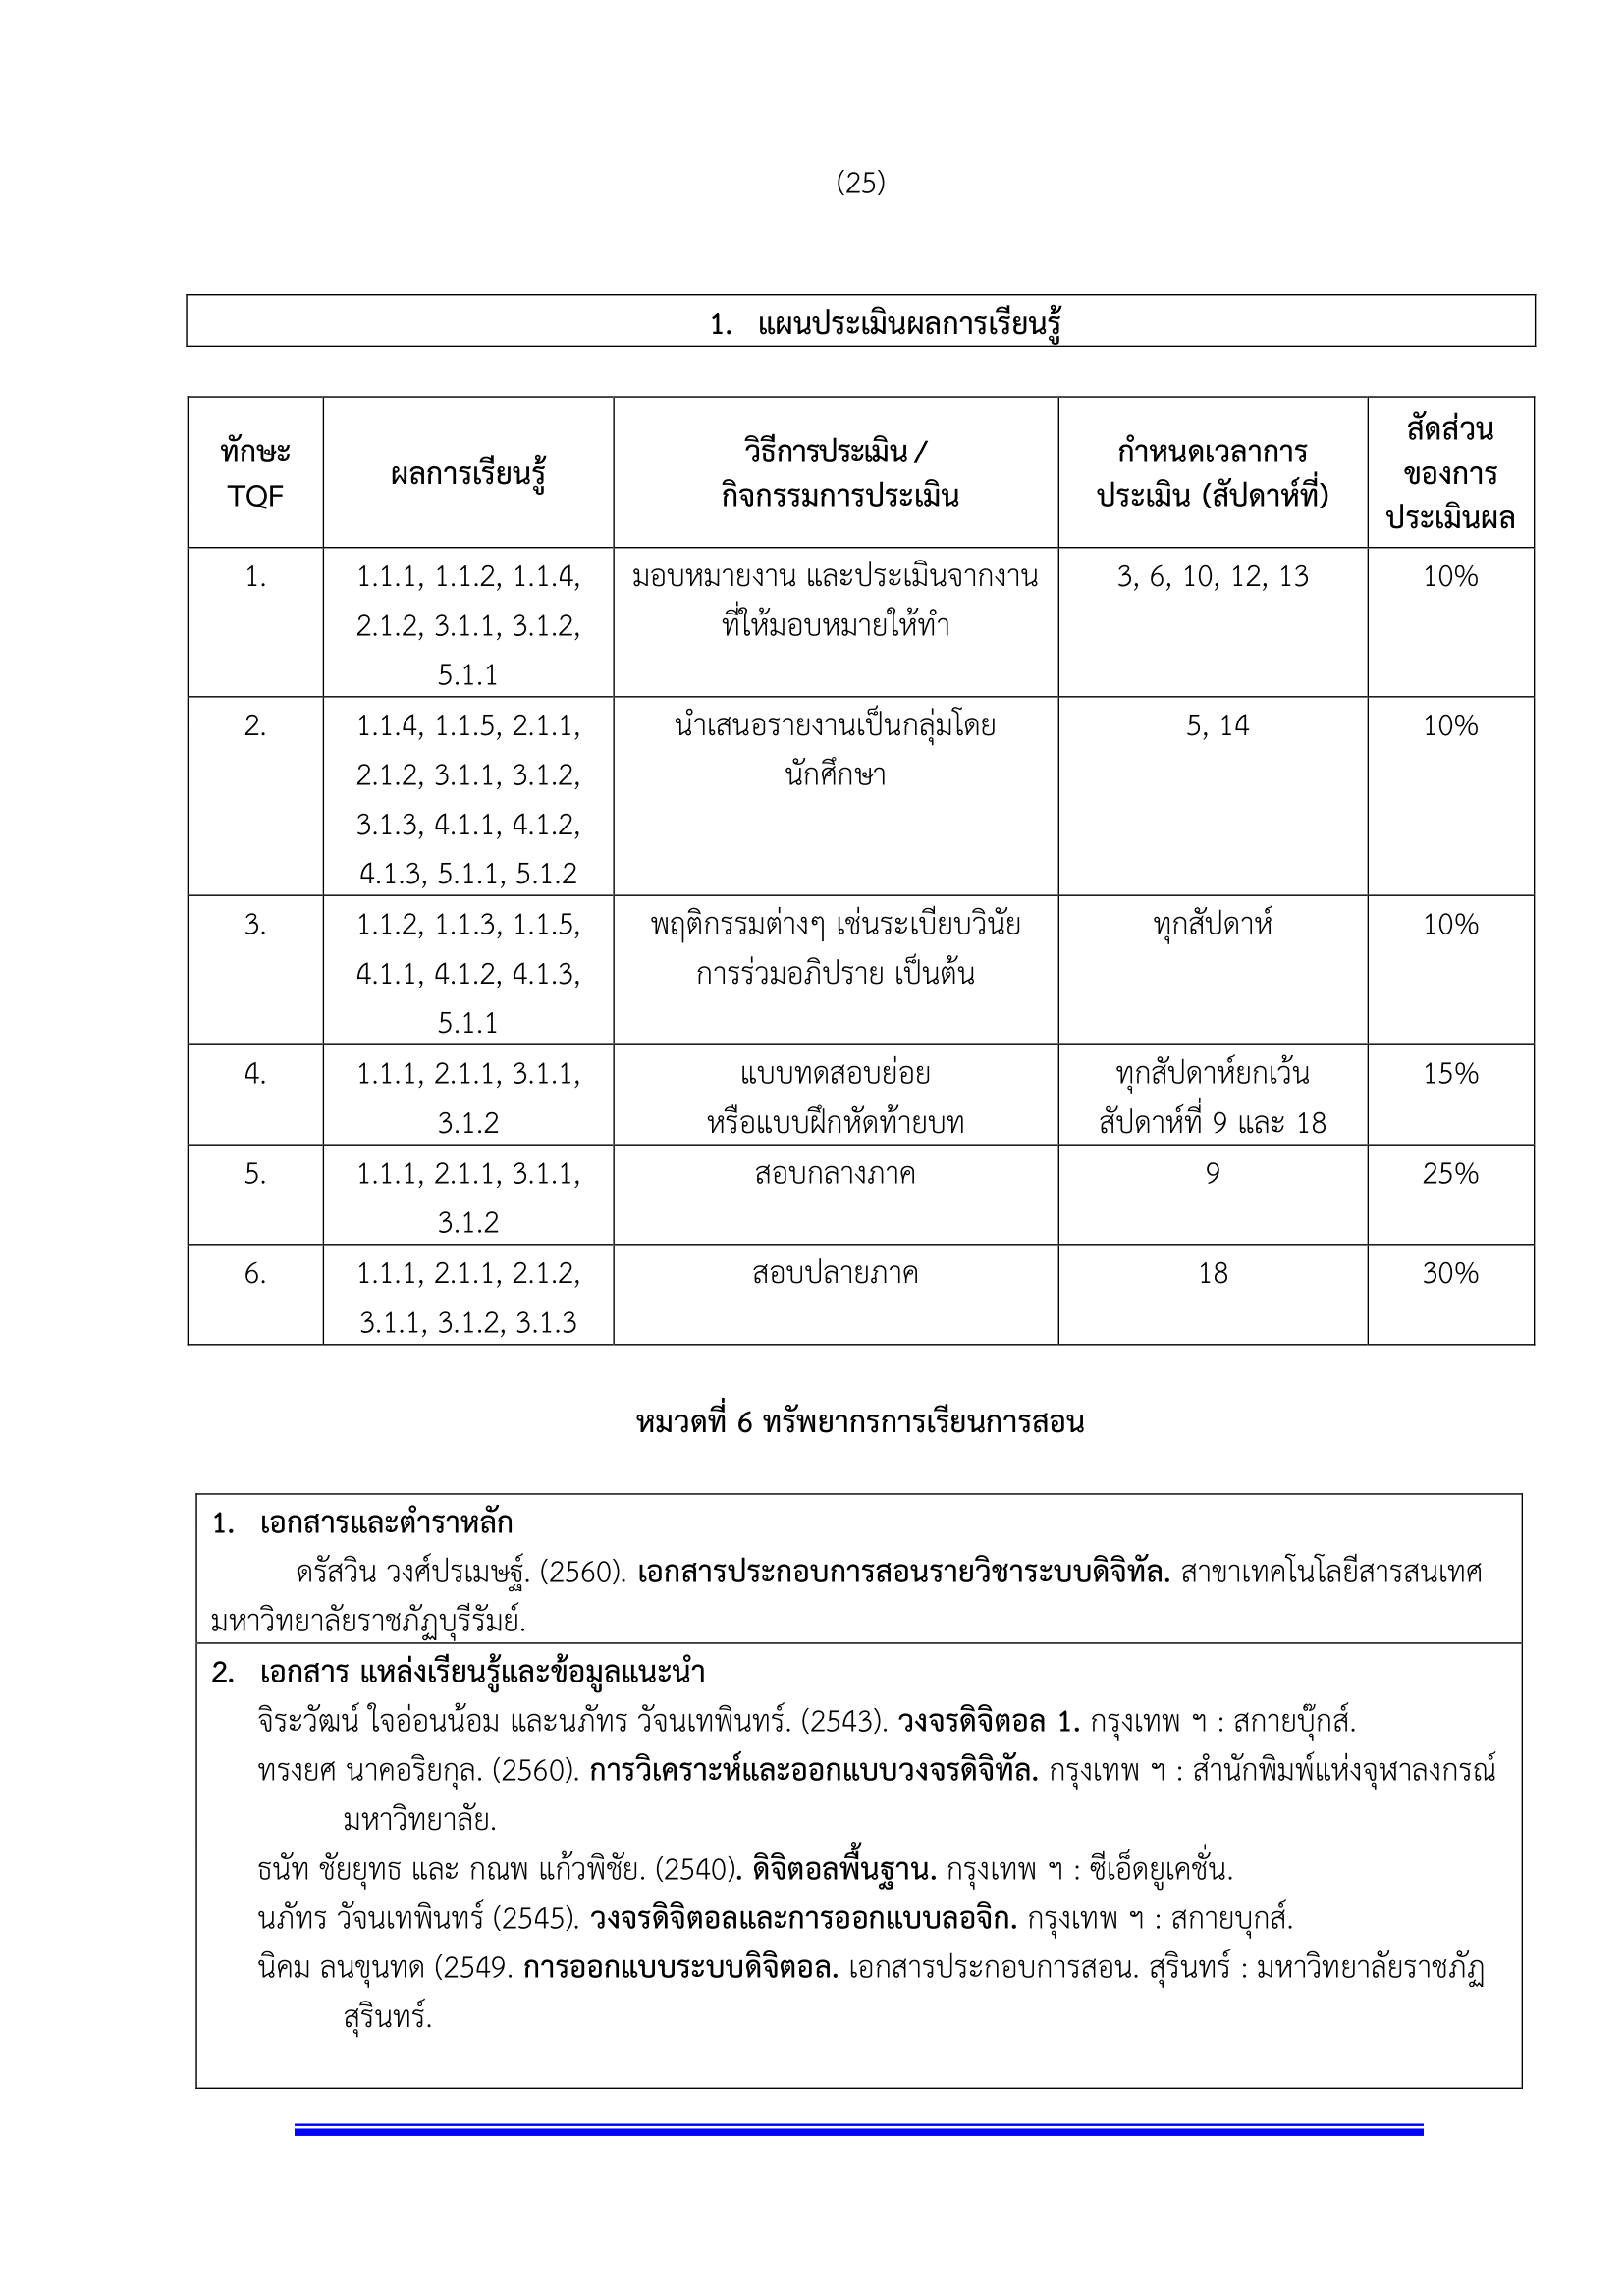 (25)
1. แผนประเมินผลการเรียนรู้
ทักษะ
TQF
ผลการเรียนรู้
วิธีการประเมิน /
กิจกรรมการประเมิน
กำหนดเวลาการ
ประเมิน (สัปดาห์ที่)
สัดส่วน
ของการ
ประเมินผล
1.
1.1.1, 1.1.2, 1.1.4,
2.1.2, 3.1.1, 3.1.2,
5.1.1
มอบหมายงาน และประเมินจากงาน
ที่ให้มอบหมายให้ทำ
3, 6, 10, 12, 13
10%
2.
1.1.4, 1.1.5, 2.1.1,
2.1.2, 3.1.1, 3.1.2,
3.1.3, 4.1.1, 4.1.2,
4.1.3, 5.1.1, 5.1.2
นำเสนอรายงานเป็นกลุ่มโดย
นักศึกษา
5, 14
10%
3.
1.1.2, 1.1.3, 1.1.5,
4.1.1, 4.1.2, 4.1.3,
5.1.1
พฤติกรรมต่างๆ เช่นระเบียบวินัย
การร่วมอภิปราย เป็นต้น
ทุกสัปดาห์
10%
4.
1.1.1, 2.1.1, 3.1.1,
3.1.2
แบบทดสอบย่อย
หรือแบบฝึกหัดท้ายบท
ทุกสัปดาห์ยกเว้น
สัปดาห์ที่ 9 และ 18
15%
5.
1.1.1, 2.1.1, 3.1.1,
3.1.2
สอบกลางภาค
9
25%
6.
1.1.1, 2.1.1, 2.1.2,
3.1.1, 3.1.2, 3.1.3
สอบปลายภาค
18
30%
หมวดที่ 6 ทรัพยากรการเรียนการสอน
1. เอกสารและตำราหลัก
ดรัสวิน วงศ์ปรเมษฐ์. (2560). เอกสารประกอบการสอนรายวิชาระบบดิจิทัล. สาขาเทคโนโลยีสารสนเทศ
มหาวิทยาลัยราชภัฏบุรีรัมย์.
2. เอกสาร แหล่งเรียนรู้และข้อมูลแนะนำ
จิระวัฒน์ ใจอ่อนน้อม และนภัทร วัจนเทพินทร์. (2543). วงจรดิจิตอล 1. กรุงเทพ ฯ : สกายบุ๊กส์.
ทรงยศ นาคอริยกุล. (2560). การวิเคราะห์และออกแบบวงจรดิจิทัล. กรุงเทพ ฯ : สำนักพิมพ์แห่งจุฬาลงกรณ์
มหาวิทยาลัย.
ธนัท ชัยยุทธ และ กณพ แก้วพิชัย. (2540). ดิจิตอลพื้นฐาน. กรุงเทพ ฯ : ซีเอ็ดยูเคชั่น.
นภัทร วัจนเทพินทร์ (2545). วงจรดิจิตอลและการออกแบบลอจิก. กรุงเทพ ฯ : สกายบุกส์.
นิคม ลนขุนทด (2549. การออกแบบระบบดิจิตอล. เอกสารประกอบการสอน. สุรินทร์ : มหาวิทยาลัยราชภัฏ
สุรินทร์.